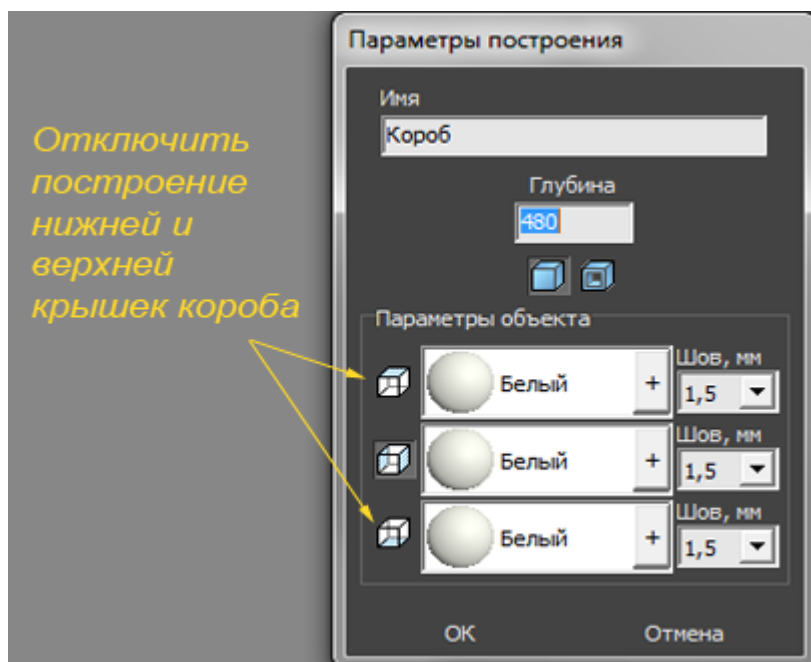 Параметры построения
Имя
Короб
Отключить
построение
нижней и
верхней
крышек короба
Глубина
480
Параметры объекта
Шов, мм
Белый + 1,5
Шов, мм
Белый + 1,5
Шов, мм
Белый + 1,5
OK Отмена